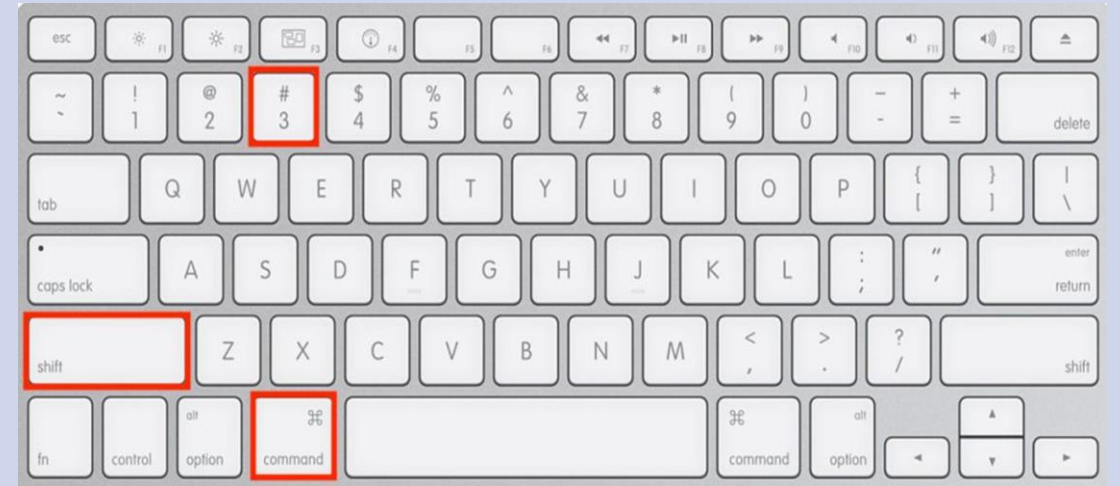 esc F1 F2 F3 F4 F5 F6 F7 F8 F9 F10 F11 F12
~ ! @ # $ % ^ & * ( ) — +
` 1 2 3 4 5 6 7 8 9 0 - = delete
tab Q W E R T Y U I O P { [ } ] | \
caps lock A S D F G H J K L : ; " ' enter return
shift Z X C V B N M < , > . ? / shift
fn control alt option ⌘ command ⌘ command alt option